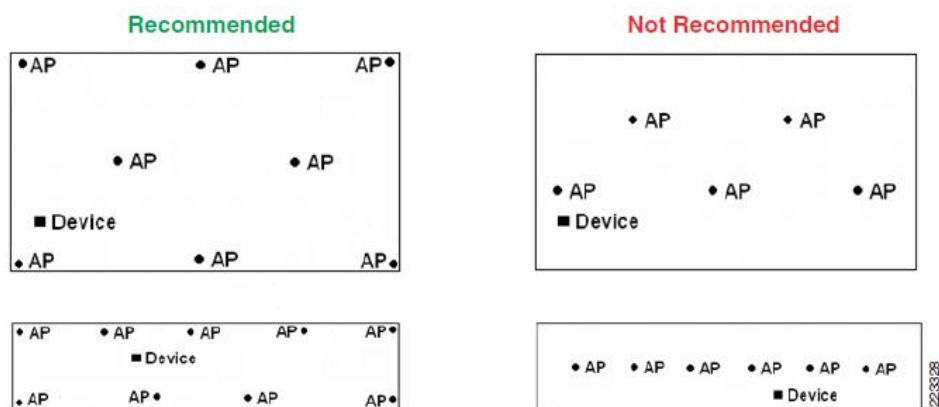 Recommended
Not Recommended
AP AP AP
AP AP
Device
AP AP AP
AP AP
AP AP AP
Device
AP AP AP AP AP
Device
AP AP AP AP
AP AP AP AP AP AP
Device
223328